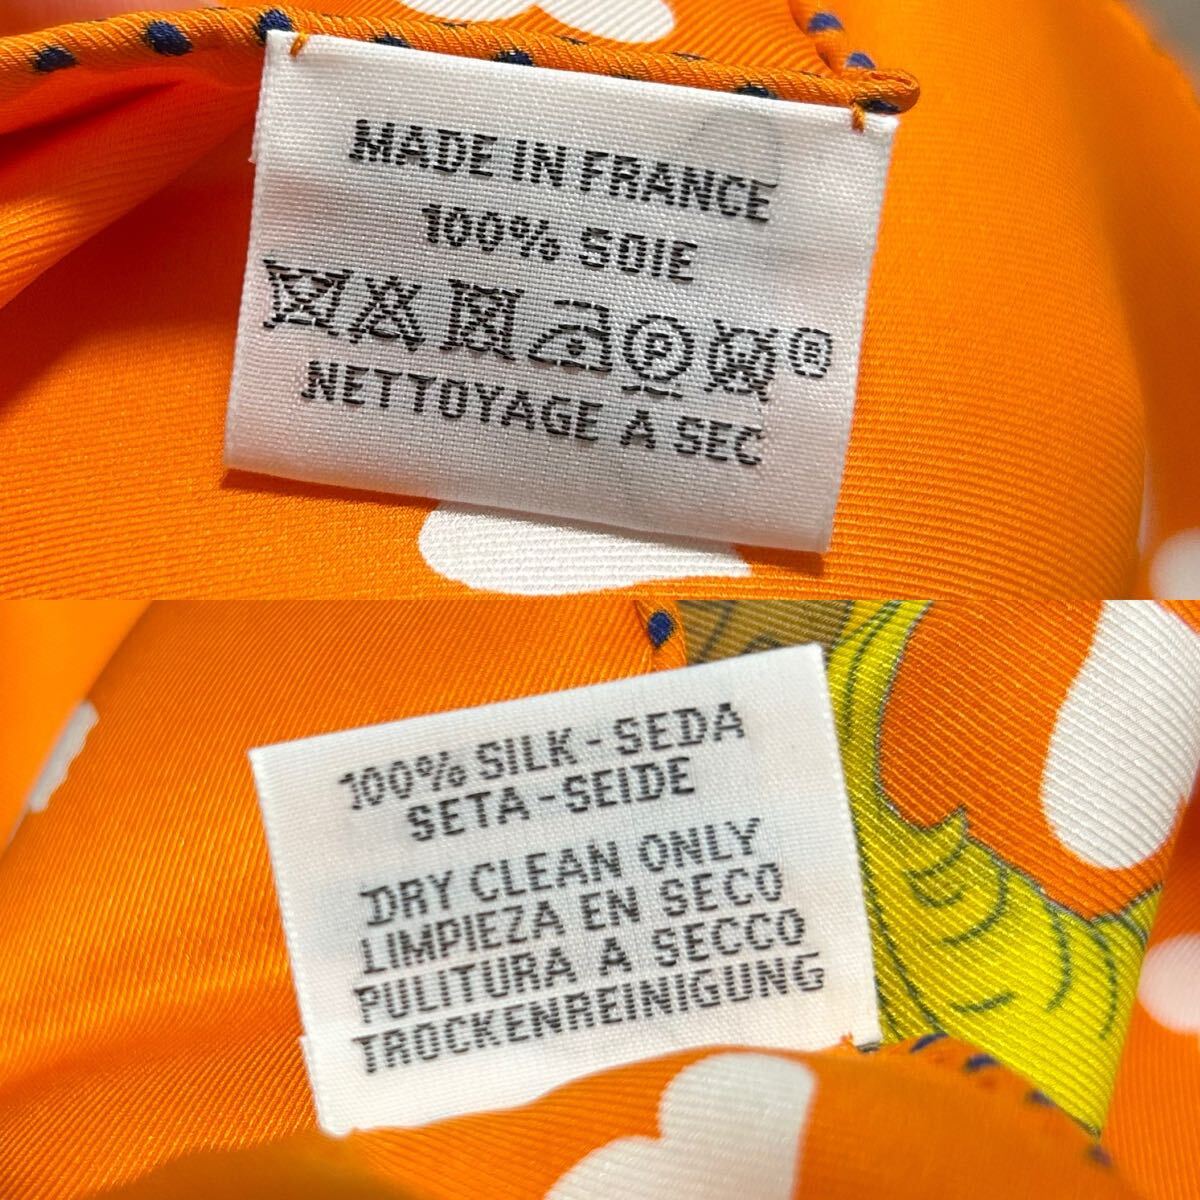 MADE IN FRANCE
100% SOIE
P ®
NETTOYAGE A SEC
100% SILK - SEDA
SETA - SEIDE
DRY CLEAN ONLY
LIMPIEZA EN SECO
PULITURA A SECCO
TROCKENREINIGUNG